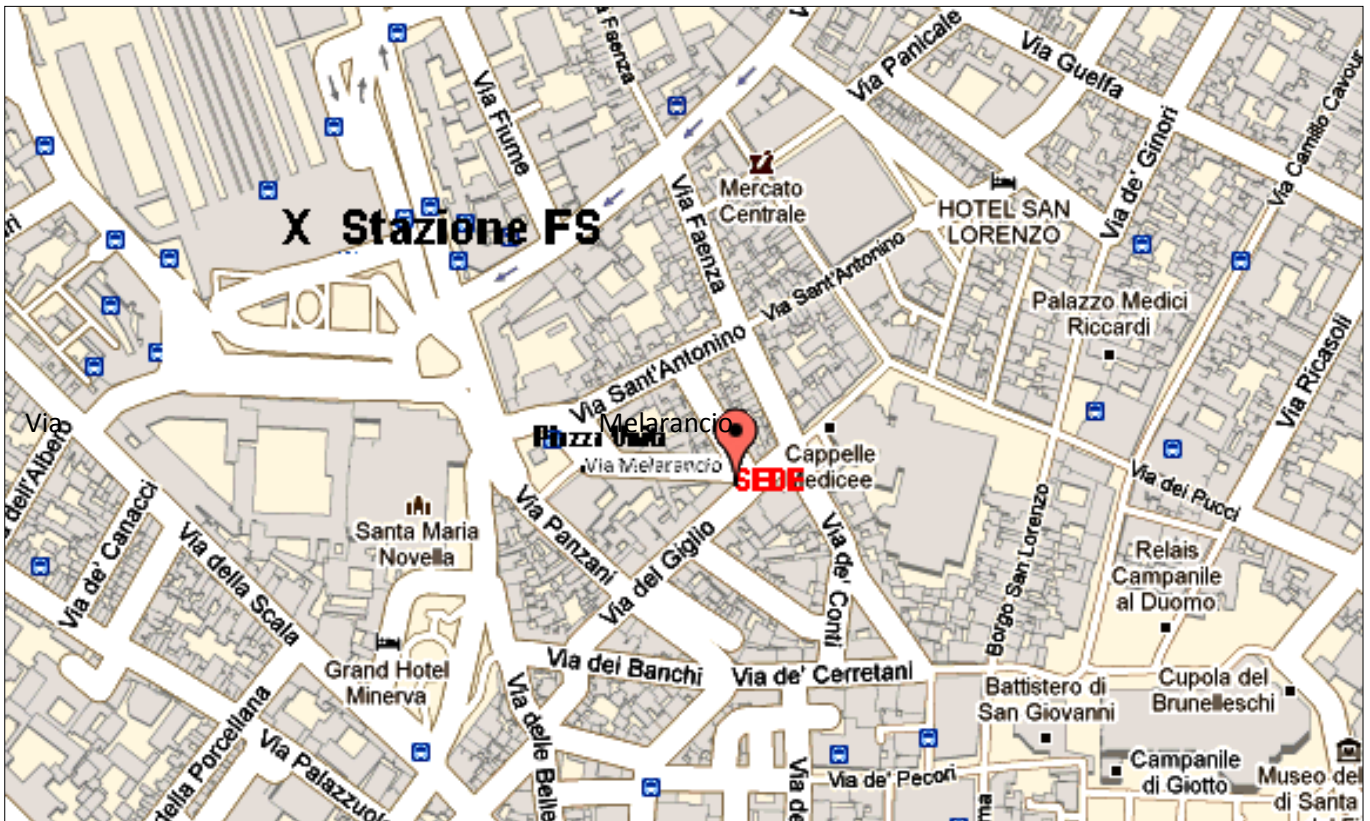 a Faenza
Via Panicale
Via Guelfa
Via Fiume
Via de' Ginori
Via Camillo Cavour
Mercato
Centrale
HOTEL SAN
LORENZO
Via Faenza
X Stazione FS
Via Sant'Antonino
Palazzo Medici
Riccardi
Via Ricasoli
Via Sant'Antonino
Via
Melarancio
Via Melarancio
SEDE
Cappelle
Medicee
dell'Albero
Via de' Canacci
Santa Maria
Novella
Via Panzani
Via del Giglio
Via de' Conti
Borgo San Lorenzo
Via dei Pucci
Relais
Campanile
al Duomo
Via della Scala
Grand Hotel
Minerva
Via dei Banchi
Via de' Cerretani
Battistero di
San Giovanni
Cupola del
Brunelleschi
della Porcellana
Via Palazzuolo
Via delle Belle
Via de
Via de' Pecori
Campanile
di Giotto
Museo del
di Santa